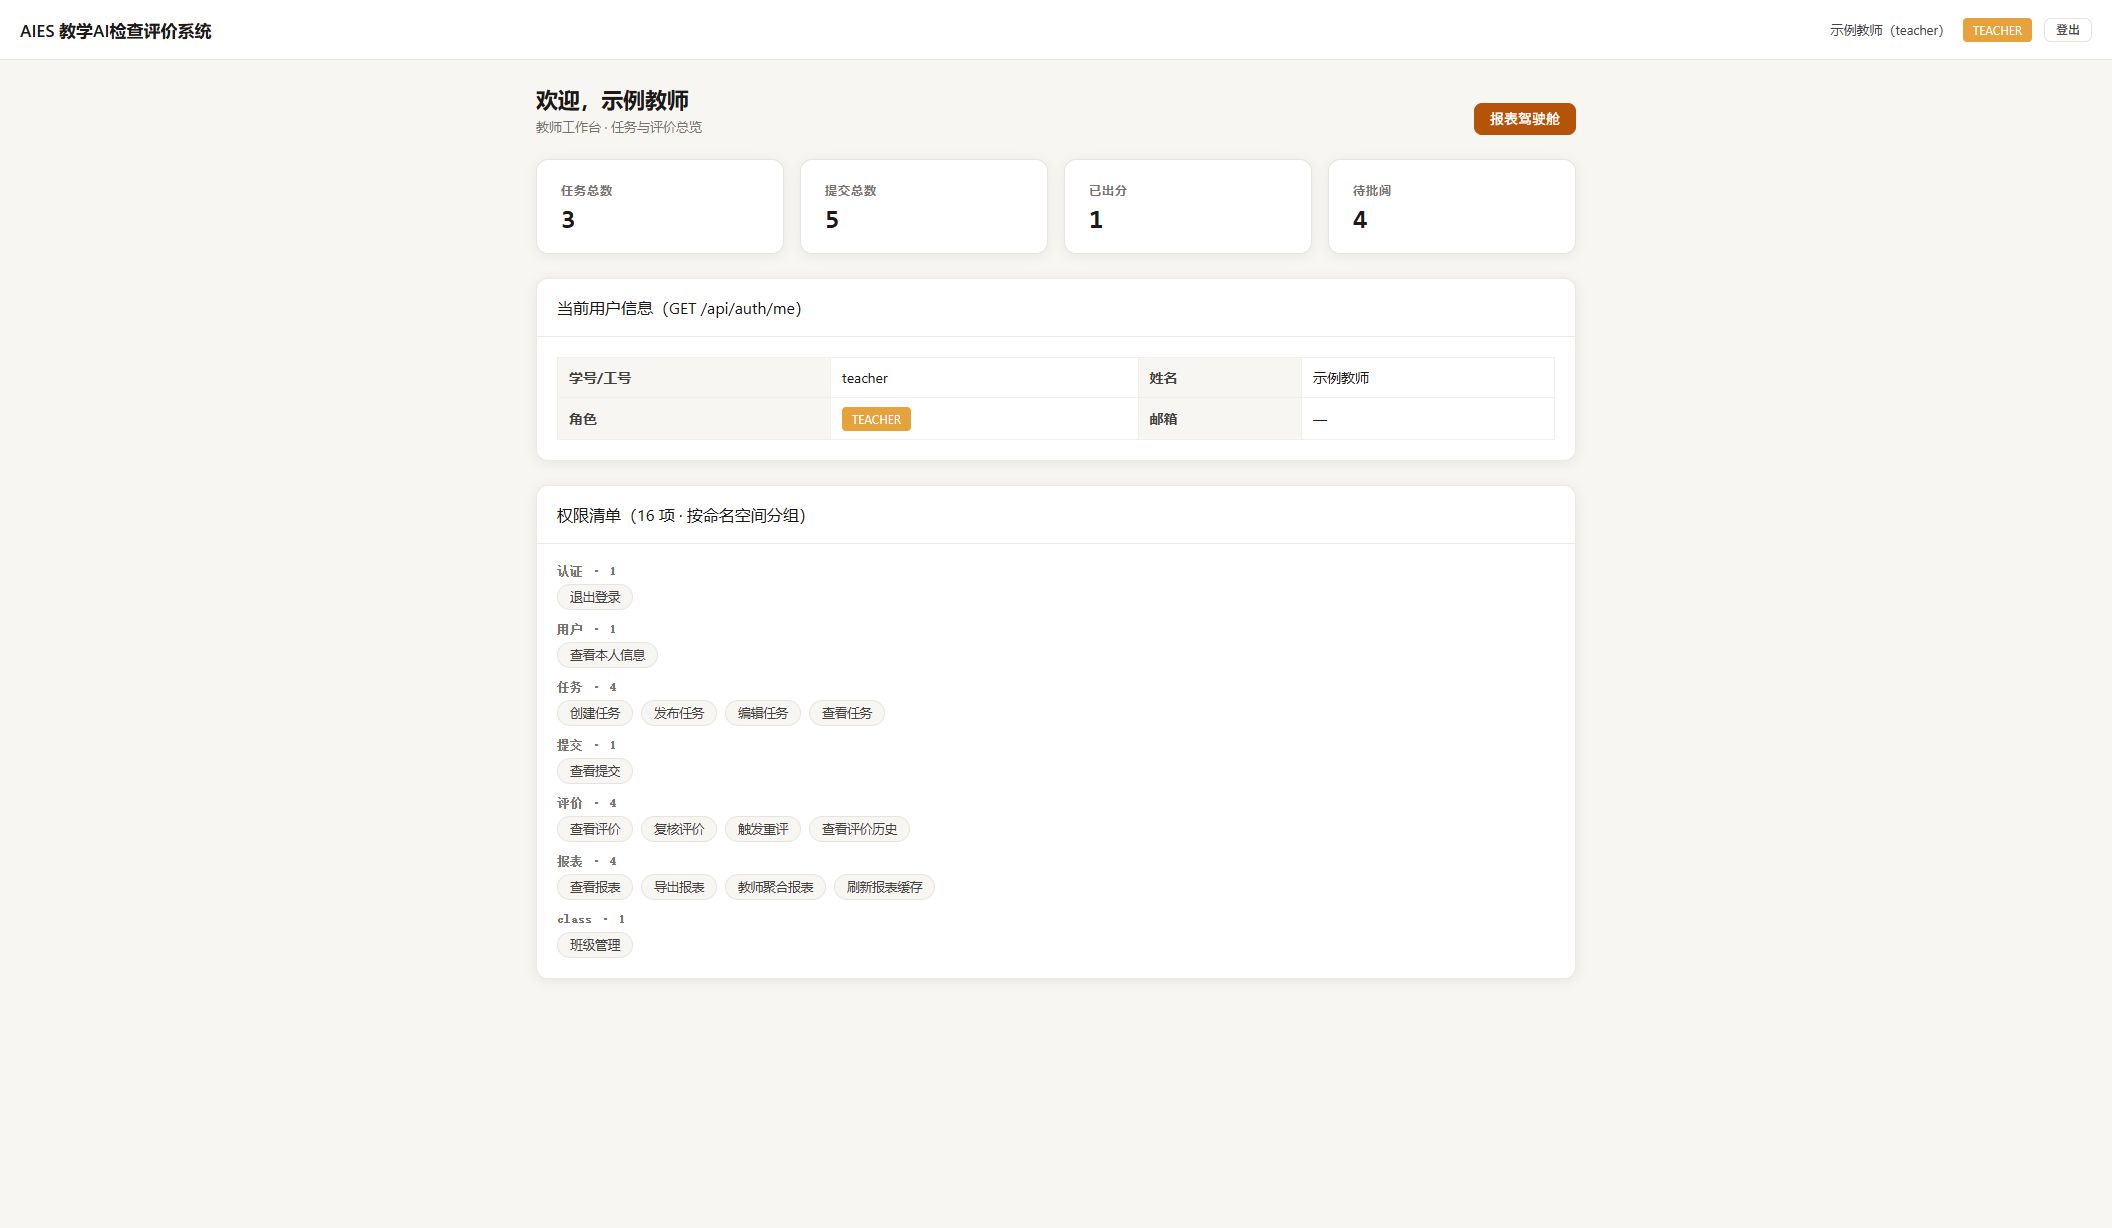 AIES 教学AI检查评价系统
示例教师（teacher） TEACHER 登出
欢迎，示例教师
教师工作台 · 任务与评价总览
报表驾驶舱
任务总数
3
提交总数
5
已出分
1
待批阅
4
当前用户信息（GET /api/auth/me）
学号/工号 teacher 姓名 示例教师
角色 TEACHER 邮箱 —
权限清单（16 项 · 按命名空间分组）
认证 · 1
退出登录
用户 · 1
查看本人信息
任务 · 4
创建任务 发布任务 编辑任务 查看任务
提交 · 1
查看提交
评价 · 4
查看评价 复核评价 触发重评 查看评价历史
报表 · 4
查看报表 导出报表 教师聚合报表 刷新报表缓存
class · 1
班级管理